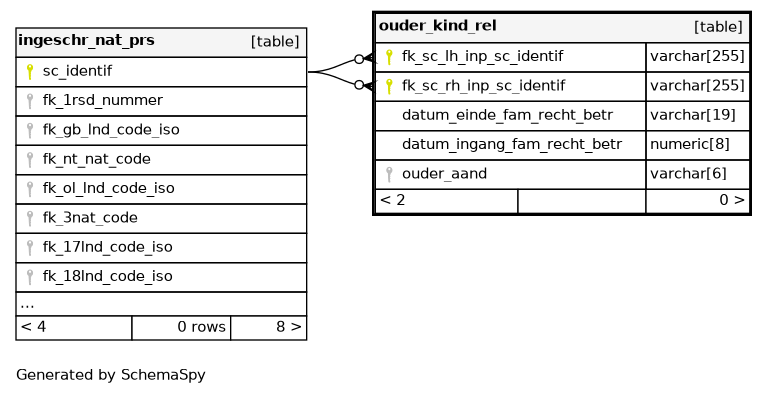 ingeschr_nat_prs [table]
sc_identif
fk_1rsd_nummer
fk_gb_lnd_code_iso
fk_nt_nat_code
fk_ol_lnd_code_iso
fk_3nat_code
fk_17lnd_code_iso
fk_18lnd_code_iso
...
< 4 0 rows 8 >
ouder_kind_rel [table]
fk_sc_lh_inp_sc_identif varchar[255]
fk_sc_rh_inp_sc_identif varchar[255]
datum_einde_fam_recht_betr varchar[19]
datum_ingang_fam_recht_betr numeric[8]
ouder_aand varchar[6]
< 2 0 >
Generated by SchemaSpy